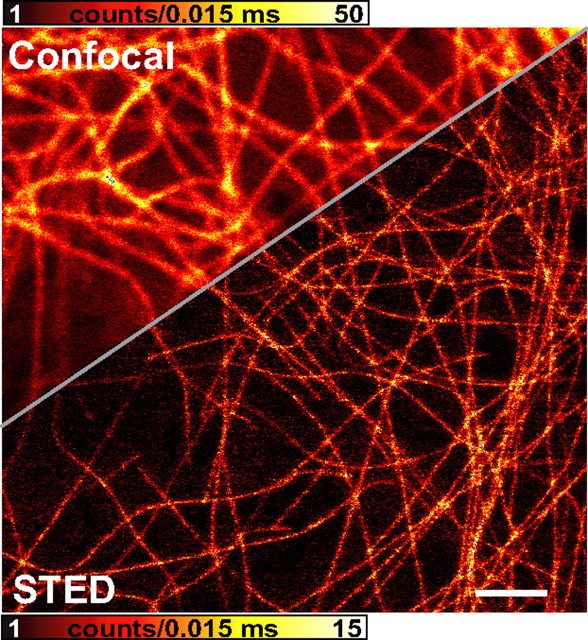 1 counts/0.015 ms 50
Confocal
STED
1 counts/0.015 ms 15